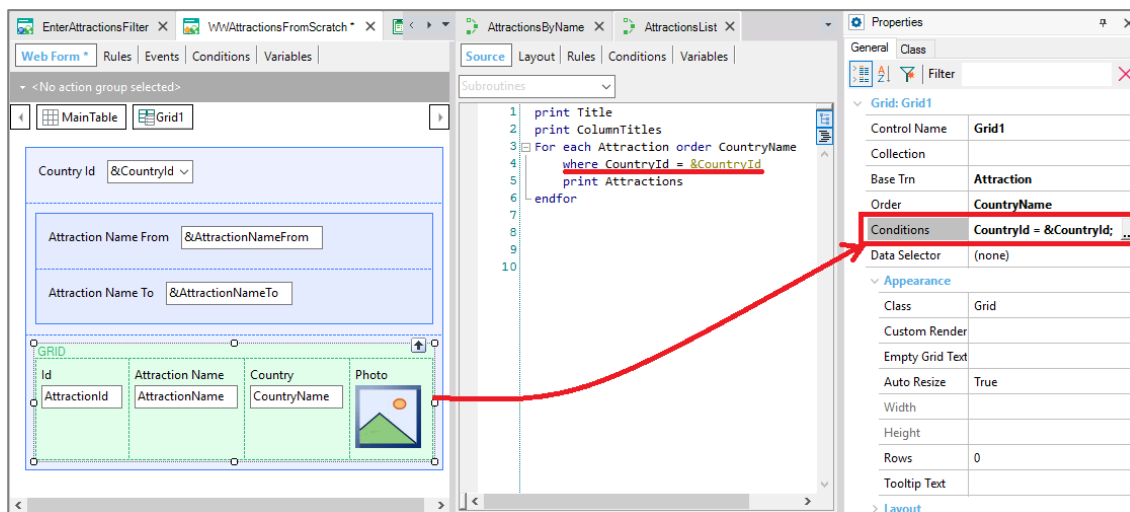 EnterAttractionsFilter
WWAttractionsFromScratch *
Web Form * Rules Events Conditions Variables
<No action group selected>
MainTable Grid1
Country Id &CountryId
Attraction Name From &AttractionNameFrom
Attraction Name To &AttractionNameTo
GRID
Id Attraction Name Country Photo
AttractionId AttractionName CountryName
AttractionsByName AttractionsList
Source Layout Rules Conditions Variables
Subroutines
1 print Title
2 print ColumnTitles
3 For each Attraction order CountryName
4 where CountryId = &CountryId
5 print Attractions
6 endfor
7
8
9
10
Properties
General Class
Filter
Grid: Grid1
Control Name Grid1
Collection
Base Trn Attraction
Order CountryName
Conditions CountryId = &CountryId; ...
Data Selector (none)
Appearance
Class Grid
Custom Render
Empty Grid Text
Auto Resize True
Width
Height
Rows 0
Tooltip Text
Layout